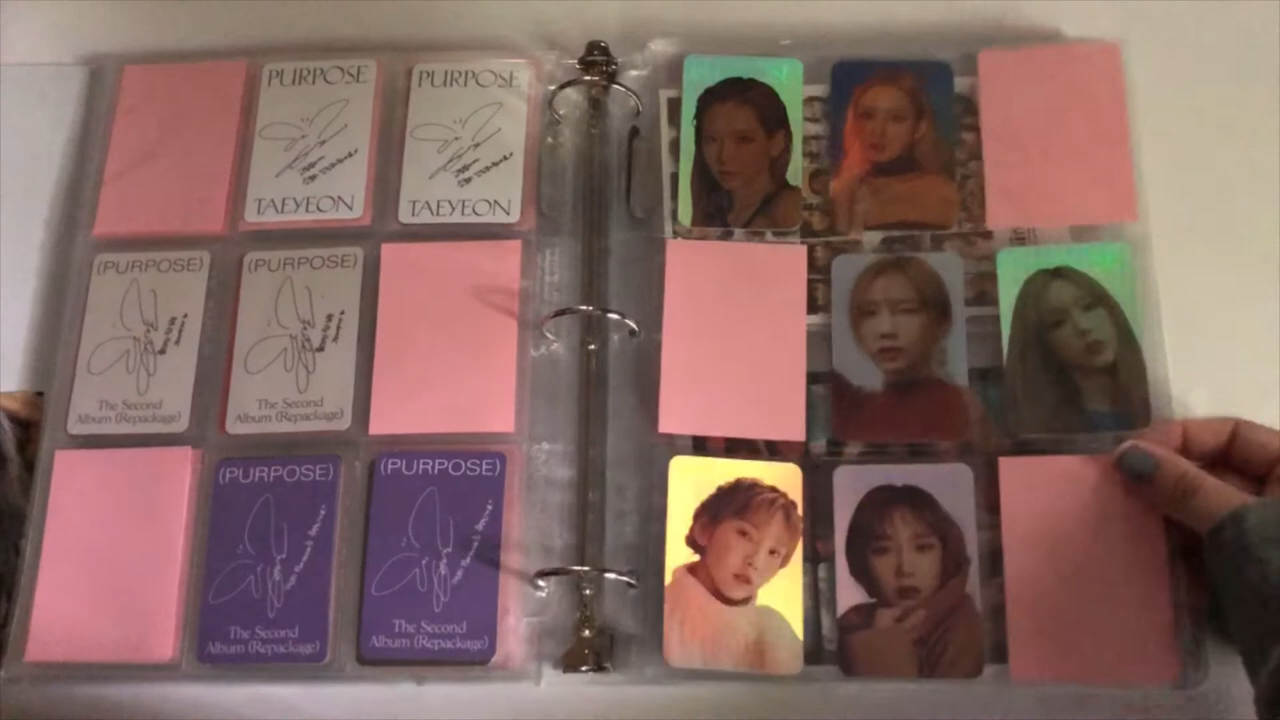 PURPOSE
TAEYEON
PURPOSE
TAEYEON
(PURPOSE)
The Second
Album (Repackage)
(PURPOSE)
The Second
Album (Repackage)
(PURPOSE)
The Second
Album (Repackage)
(PURPOSE)
The Second
Album (Repackage)